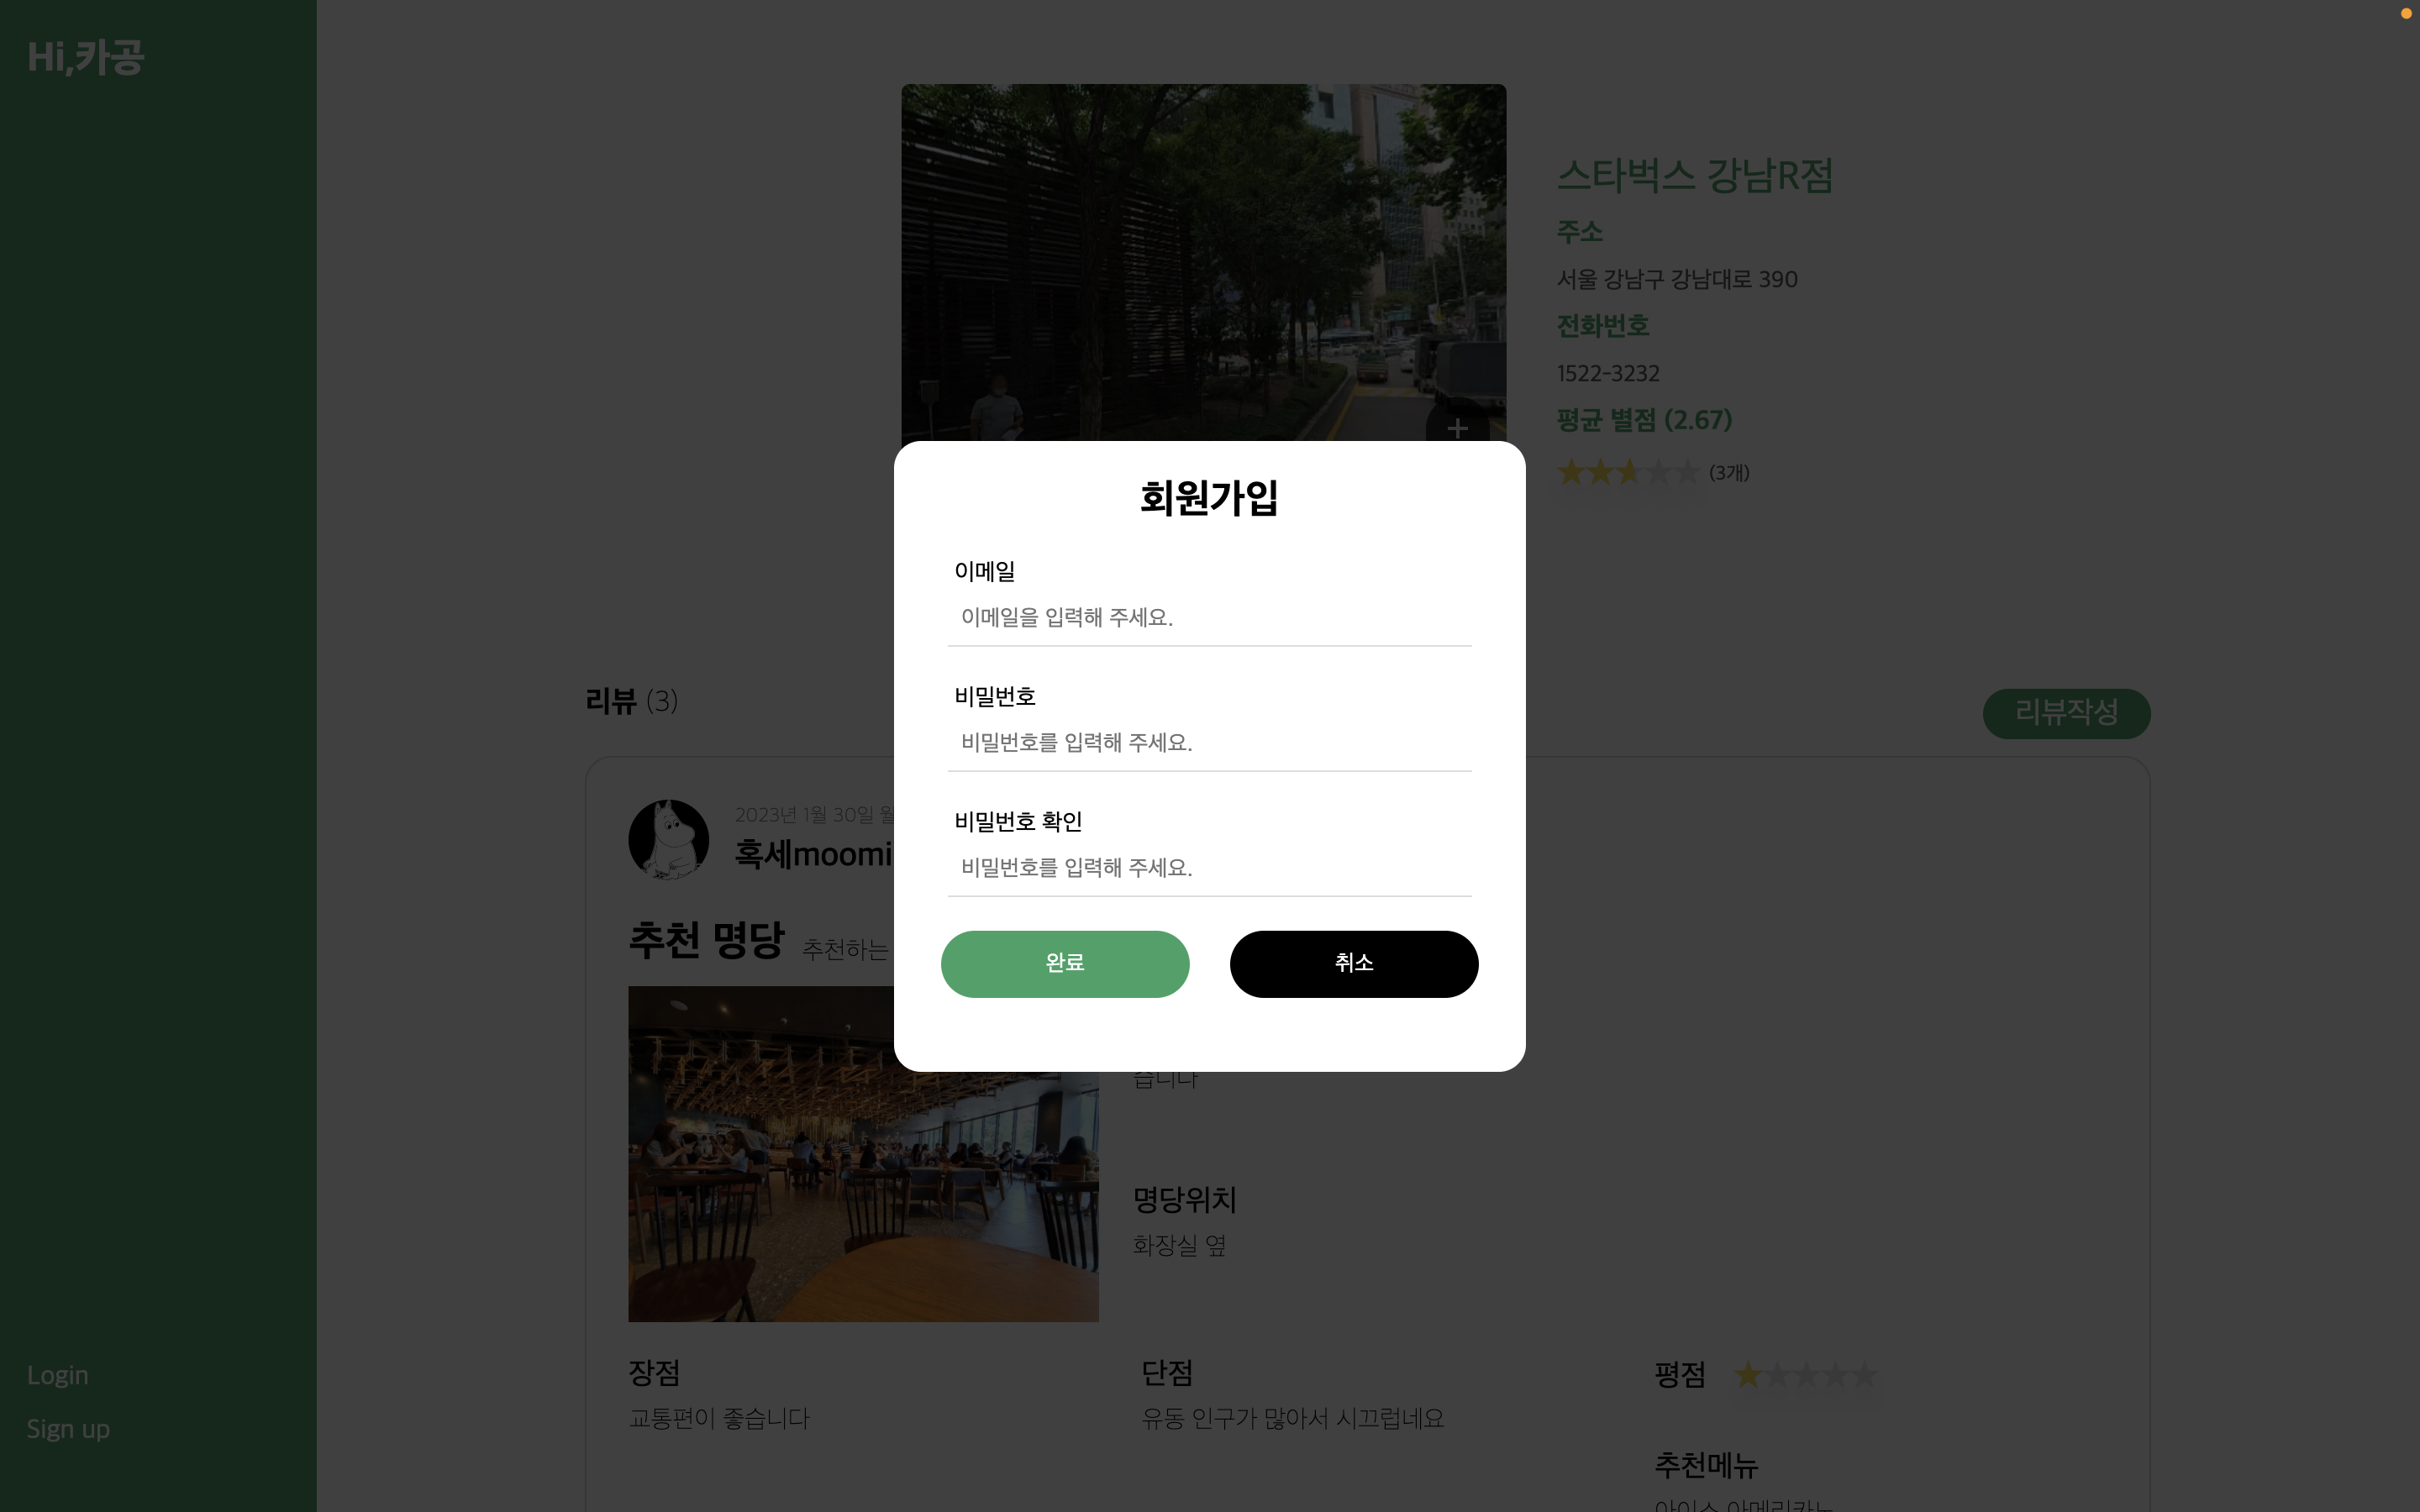 Hi,카공
스타벅스 강남R점
주소
서울 강남구 강남대로 390
전화번호
1522-3232
평균 별점 (2.67)
(3개)
회원가입
이메일
이메일을 입력해 주세요.
비밀번호
비밀번호를 입력해 주세요.
비밀번호 확인
비밀번호를 입력해 주세요.
완료 취소
리뷰 (3)
리뷰작성
2023년 1월 30일 월
혹세moomi
추천 명당 추천하는
습니다
명당위치
화장실 옆
장점
교통편이 좋습니다
단점
유동 인구가 많아서 시끄럽네요
평점
추천메뉴
아이스 아메리카노
Login
Sign up